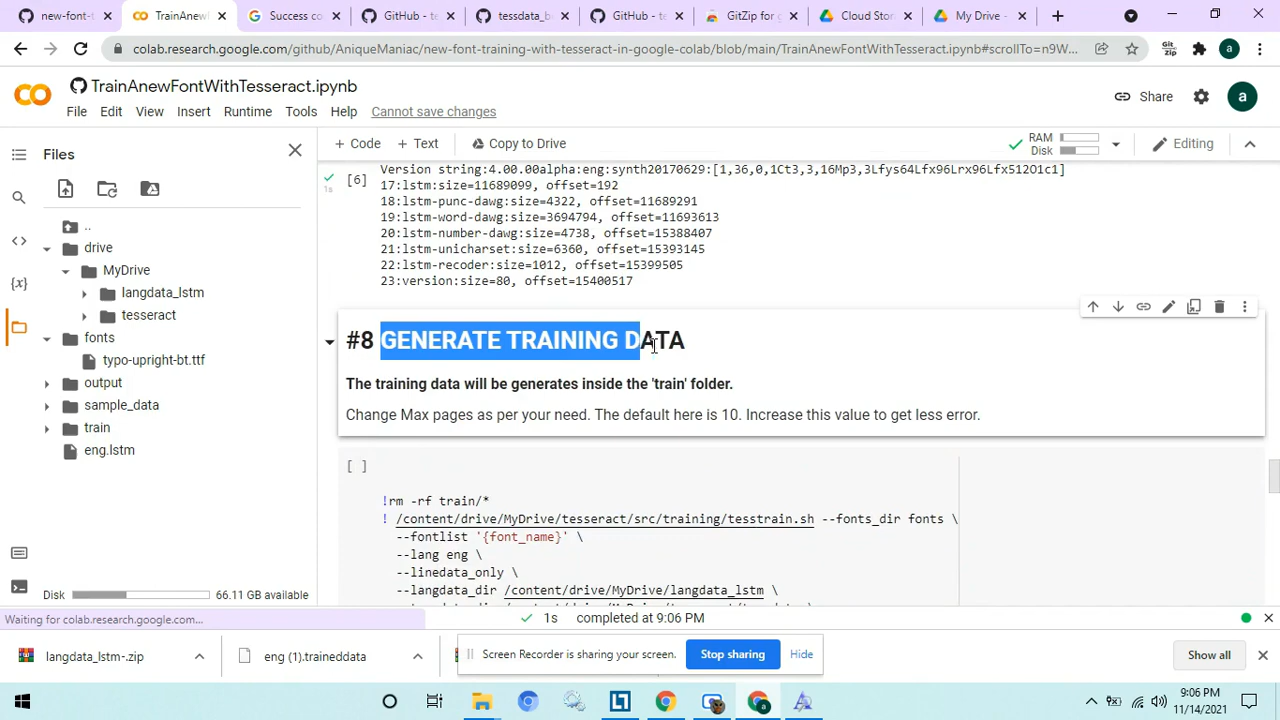 new-font-t
TrainAnewF
Success co
GitHub - te
tessdata_b
GitHub - te
GitZip for g
Cloud Stor
My Drive -
colab.research.google.com/github/AniqueManiac/new-font-training-with-tesseract-in-google-colab/blob/main/TrainAnewFontWithTesseract.ipynb#scrollTo=n9W...
Git
Zip
a
TrainAnewFontWithTesseract.ipynb
File Edit View Insert Runtime Tools Help Cannot save changes
Share
a
Files
+ Code + Text Copy to Drive
RAM
Disk
Editing
..
drive
MyDrive
langdata_lstm
tesseract
fonts
typo-upright-bt.ttf
output
sample_data
train
eng.lstm
Disk 66.11 GB available
1s
[6]
Version string:4.00.00alpha:eng:synth20170629:[1,36,0,1Ct3,3,16Mp3,3Lfys64Lfx96Lrx96Lfx512O1c1]
17:lstm:size=11689099, offset=192
18:lstm-punc-dawg:size=4322, offset=11689291
19:lstm-word-dawg:size=3694794, offset=11693613
20:lstm-number-dawg:size=4738, offset=15388407
21:lstm-unicharset:size=6360, offset=15393145
22:lstm-recoder:size=1012, offset=15399505
23:version:size=80, offset=15400517
#8 GENERATE TRAINING DATA
The training data will be generates inside the 'train' folder.
Change Max pages as per your need. The default here is 10. Increase this value to get less error.
[ ]
!rm -rf train/*
! /content/drive/MyDrive/tesseract/src/training/tesstrain.sh --fonts_dir fonts \
--fontlist '{font_name}' \
--lang eng \
--linedata_only \
--langdata_dir /content/drive/MyDrive/langdata_lstm \
Waiting for colab.research.google.com...
1s completed at 9:06 PM
langdata_lstm-.zip
eng (1).traineddata
Screen Recorder is sharing your screen.
Stop sharing
Hide
Show all
9:06 PM
11/14/2021